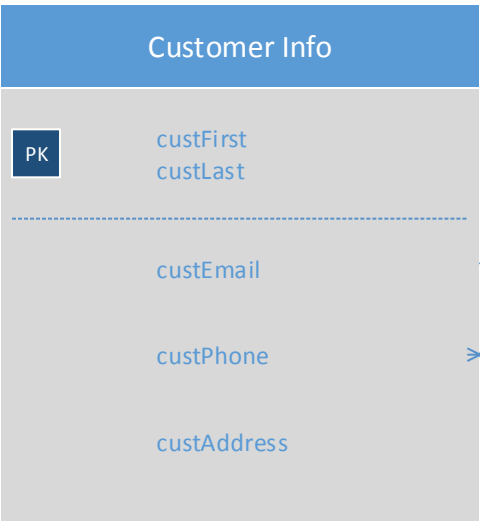 Customer Info
PK
custFirst
custLast
custEmail
custPhone
custAddress